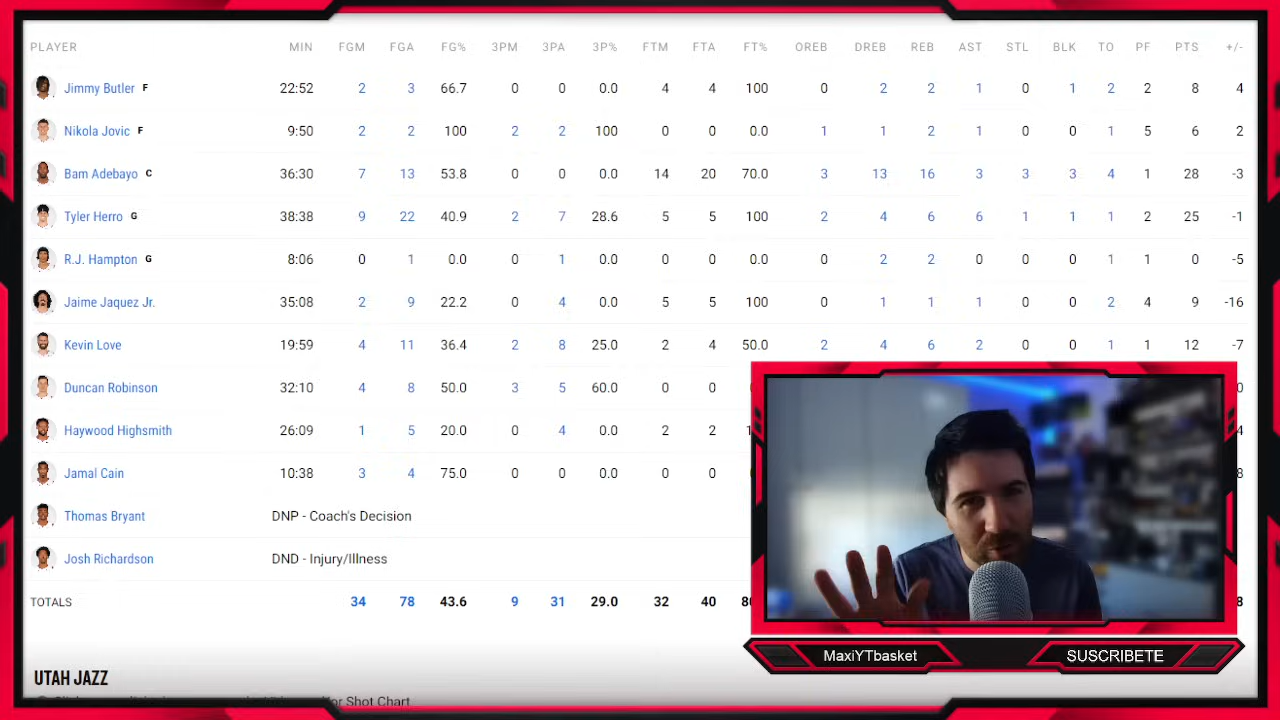 PLAYER MIN FGM FGA FG% 3PM 3PA 3P% FTM FTA FT% OREB DREB REB AST STL BLK TO PF PTS +/-
Jimmy Butler F 22:52 2 3 66.7 0 0 0.0 4 4 100 0 2 2 1 0 1 2 2 8 4
Nikola Jovic F 9:50 2 2 100 2 2 100 0 0 0.0 1 1 2 1 0 0 1 5 6 2
Bam Adebayo C 36:30 7 13 53.8 0 0 0.0 14 20 70.0 3 13 16 3 3 3 4 1 28 -3
Tyler Herro G 38:38 9 22 40.9 2 7 28.6 5 5 100 2 4 6 6 1 1 1 2 25 -1
R.J. Hampton G 8:06 0 1 0.0 0 1 0.0 0 0 0.0 0 2 2 0 0 0 1 1 0 -5
Jaime Jaquez Jr. 35:08 2 9 22.2 0 4 0.0 5 5 100 0 1 1 1 0 0 2 4 9 -16
Kevin Love 19:59 4 11 36.4 2 8 25.0 2 4 50.0 2 4 6 2 0 0 1 1 12 -7
Duncan Robinson 32:10 4 8 50.0 3 5 60.0 0 0
Haywood Highsmith 26:09 1 5 20.0 0 4 0.0 2 2
Jamal Cain 10:38 3 4 75.0 0 0 0.0 0 0
Thomas Bryant DNP - Coach's Decision
Josh Richardson DND - Injury/Illness
TOTALS 34 78 43.6 9 31 29.0 32 40
MaxiYTbasket SUSCRIBETE
UTAH JAZZ
Shot Chart